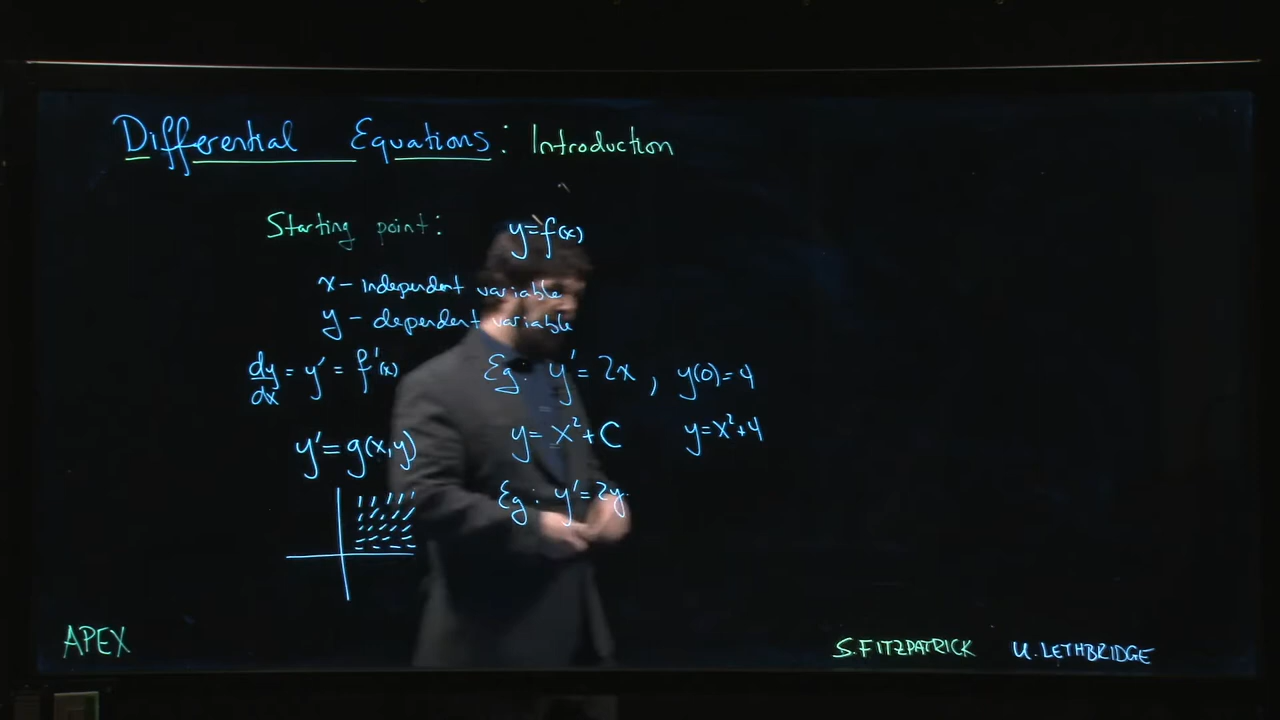 Differential Equations: Introduction
Starting point: y=f(x)
x - independent variable
y - dependent variable
dy/dx = y' = f'(x)
Eg: y' = 2x, y(0)=4
y'=g(x,y)
y= x²+C y=x²+4
Eg: y'=2y
APEX
S.FITZPATRICK U.LETHBRIDGE